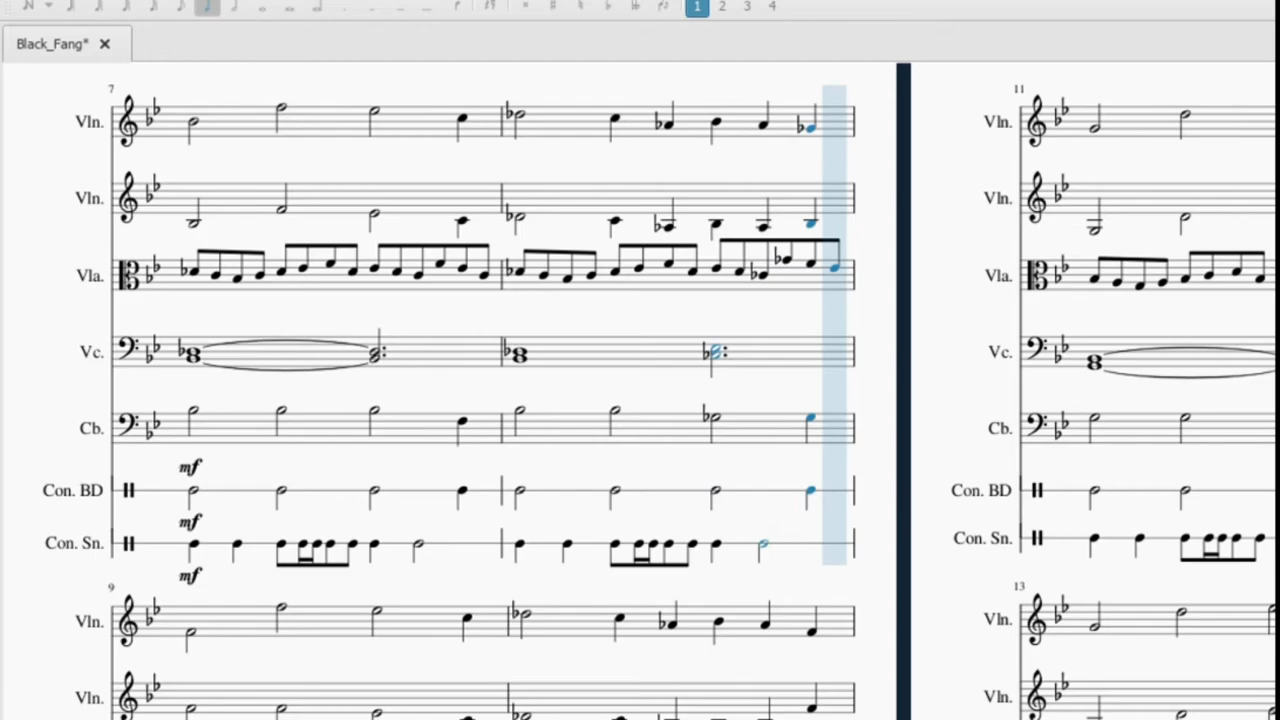 1 2 3 4
Black_Fang*
7
Vln.
Vln.
Vla.
Vc.
Cb.
mf
Con. BD
mf
Con. Sn.
mf
9
Vln.
Vln.
11
Vln.
Vln.
Vla.
Vc.
Cb.
Con. BD
Con. Sn.
13
Vln.
Vln.